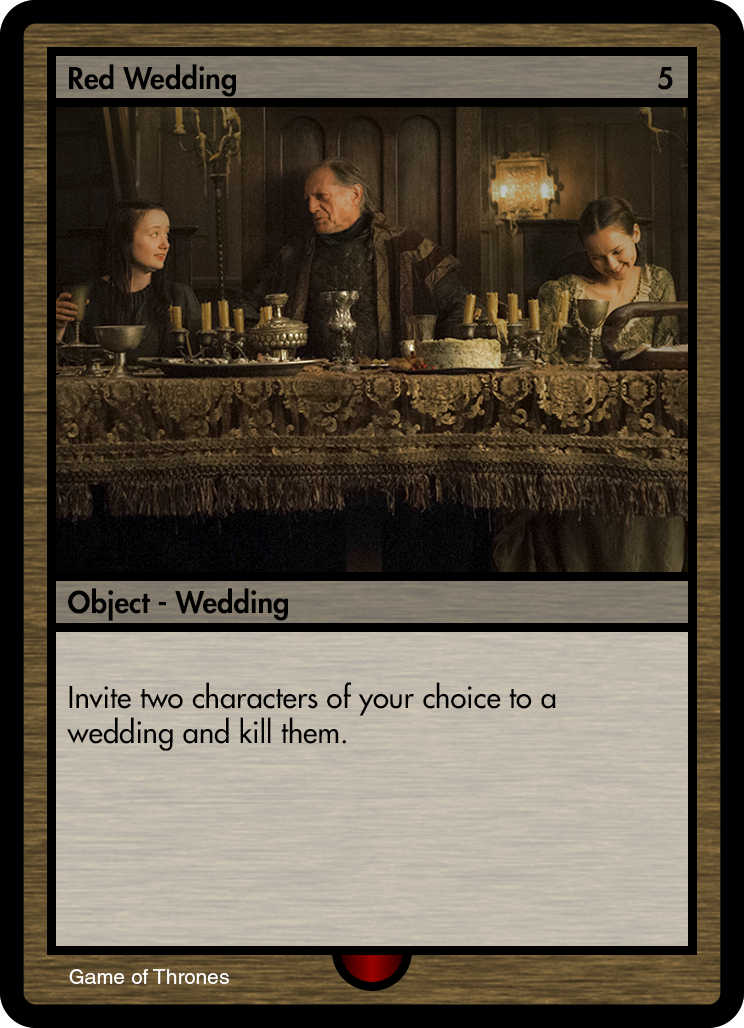 Red Wedding 5
Object - Wedding
Invite two characters of your choice to a
wedding and kill them.
Game of Thrones